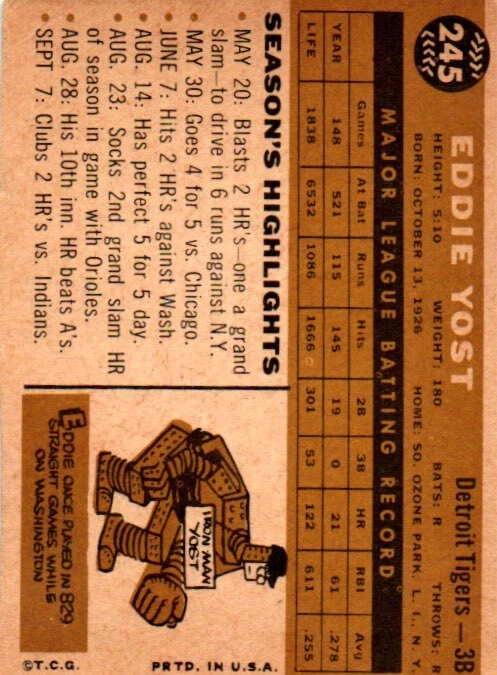 245
EDDIE YOST
Detroit Tigers — 3B
HEIGHT: 5:10 WEIGHT: 180 BATS: R THROWS: R
BORN: OCTOBER 13, 1926 HOME: SO. OZONE PARK, L. I., N. Y.
MAJOR LEAGUE BATTING RECORD
Games At Bat Runs Hits 2B 3B HR RBI Avg
YEAR 148 521 115 145 19 0 21 61 .278
LIFE 1838 6532 1086 1666 301 53 122 611 .255
SEASON'S HIGHLIGHTS
• MAY 20: Blasts 2 HR's—one a grand
slam—to drive in 6 runs against N.Y.
• MAY 30: Goes 4 for 5 vs. Chicago.
• JUNE 7: Hits 2 HR's against Wash.
• AUG. 14: Has perfect 5 for 5 day.
• AUG. 23: Socks 2nd grand slam HR
of season in game with Orioles.
• AUG. 28: His 10th inn. HR beats A's.
• SEPT 7: Clubs 2 HR's vs. Indians.
IRON MAN
YOST
EDDIE ONCE PLAYED IN 829
STRAIGHT GAMES WHILE
ON WASHINGTON
©T.C.G. PRTD. IN U.S.A.